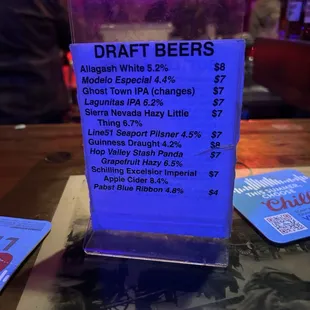 DRAFT BEERS
Allagash White 5.2% $8
Modelo Especial 4.4% $7
Ghost Town IPA (changes) $7
Lagunitas IPA 6.2% $7
Sierra Nevada Hazy Little $7
Thing 6.7%
Line51 Seaport Pilsner 4.5% $7
Guinness Draught 4.2% $8
Hop Valley Stash Panda $7
Grapefruit Hazy 6.5%
Schilling Excelsior Imperial $7
Apple Cider 8.4%
Pabst Blue Ribbon 4.8% $4